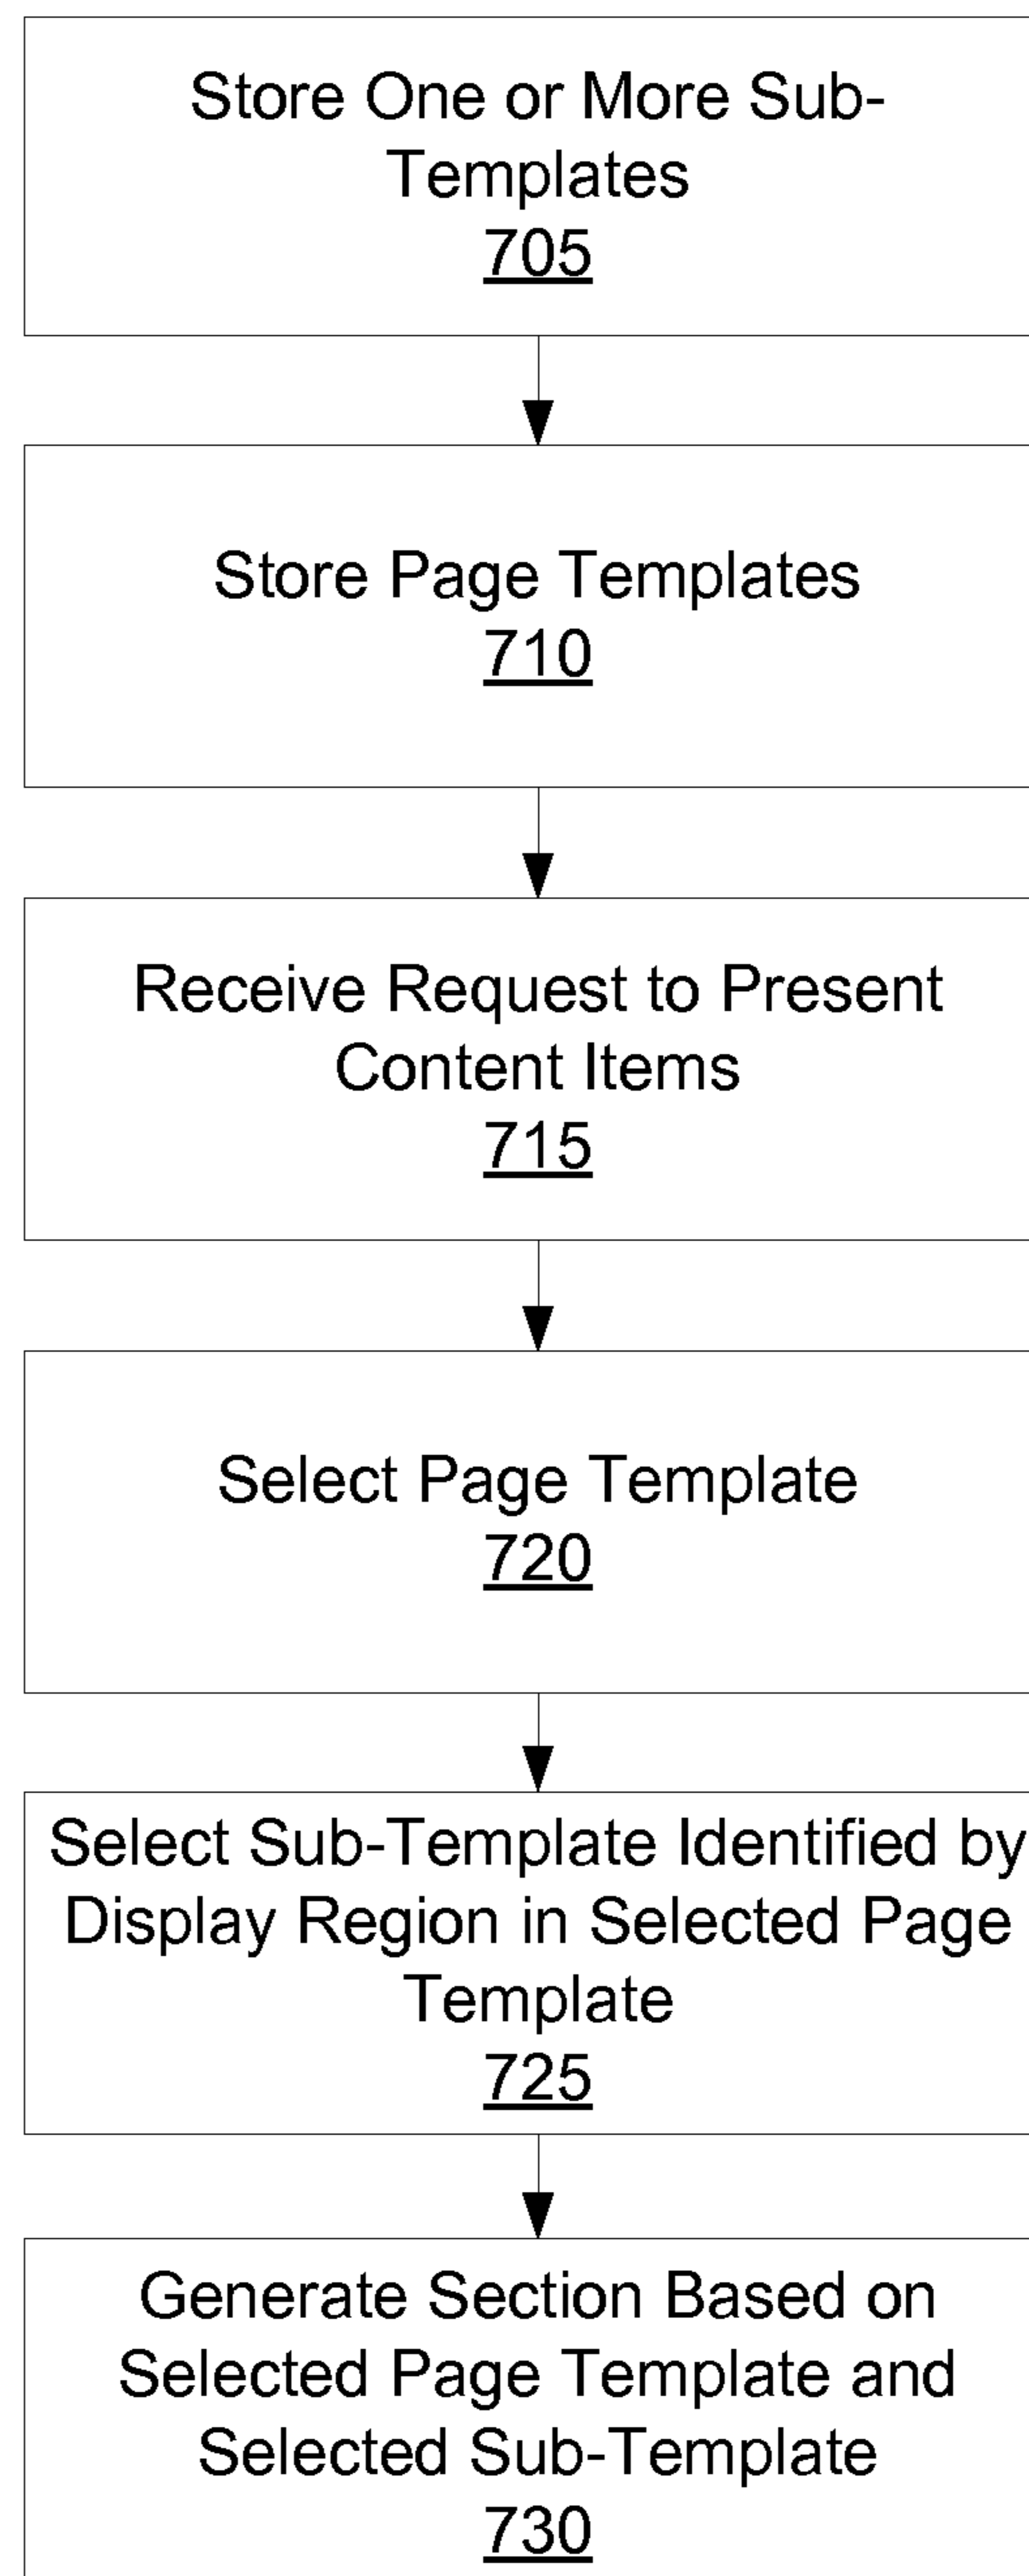 Store One or More Sub-
Templates
705
Store Page Templates
710
Receive Request to Present
Content Items
715
Select Page Template
720
Select Sub-Template Identified by
Display Region in Selected Page
Template
725
Generate Section Based on
Selected Page Template and
Selected Sub-Template
730